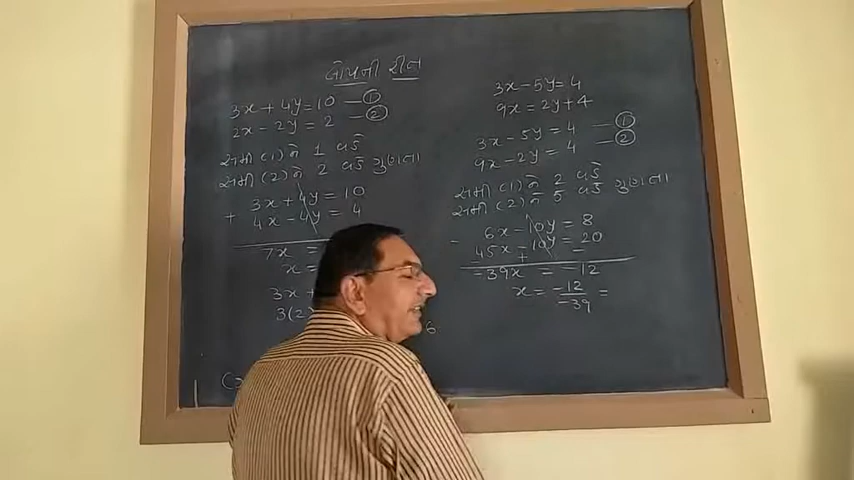 લોપની રીત
3x + 4y = 10 — ①
2x − 2y = 2 — ②
સમી (1) ને 1 વડે
સમી (2) ને 2 વડે ગુણતા
3x + 4y = 10
+ 4x − 4y = 4
7x =
x =
3x +
3(2)
6
3x − 5y = 4
9x = 2y + 4
3x − 5y = 4 — ①
9x − 2y = 4 — ②
સમી (1) ને 2 વડે
સમી (2) ને 5 વડે ગુણતા
6x − 10y = 8
− 45x − 10y = 20
+ −
−39x = −12
x = −12/−39 =